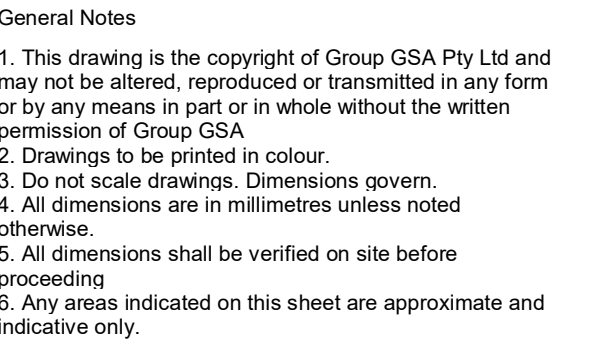 General Notes
1. This drawing is the copyright of Group GSA Pty Ltd and
may not be altered, reproduced or transmitted in any form
or by any means in part or in whole without the written
permission of Group GSA
2. Drawings to be printed in colour.
3. Do not scale drawings. Dimensions govern.
4. All dimensions are in millimetres unless noted
otherwise.
5. All dimensions shall be verified on site before
proceeding
6. Any areas indicated on this sheet are approximate and
indicative only.